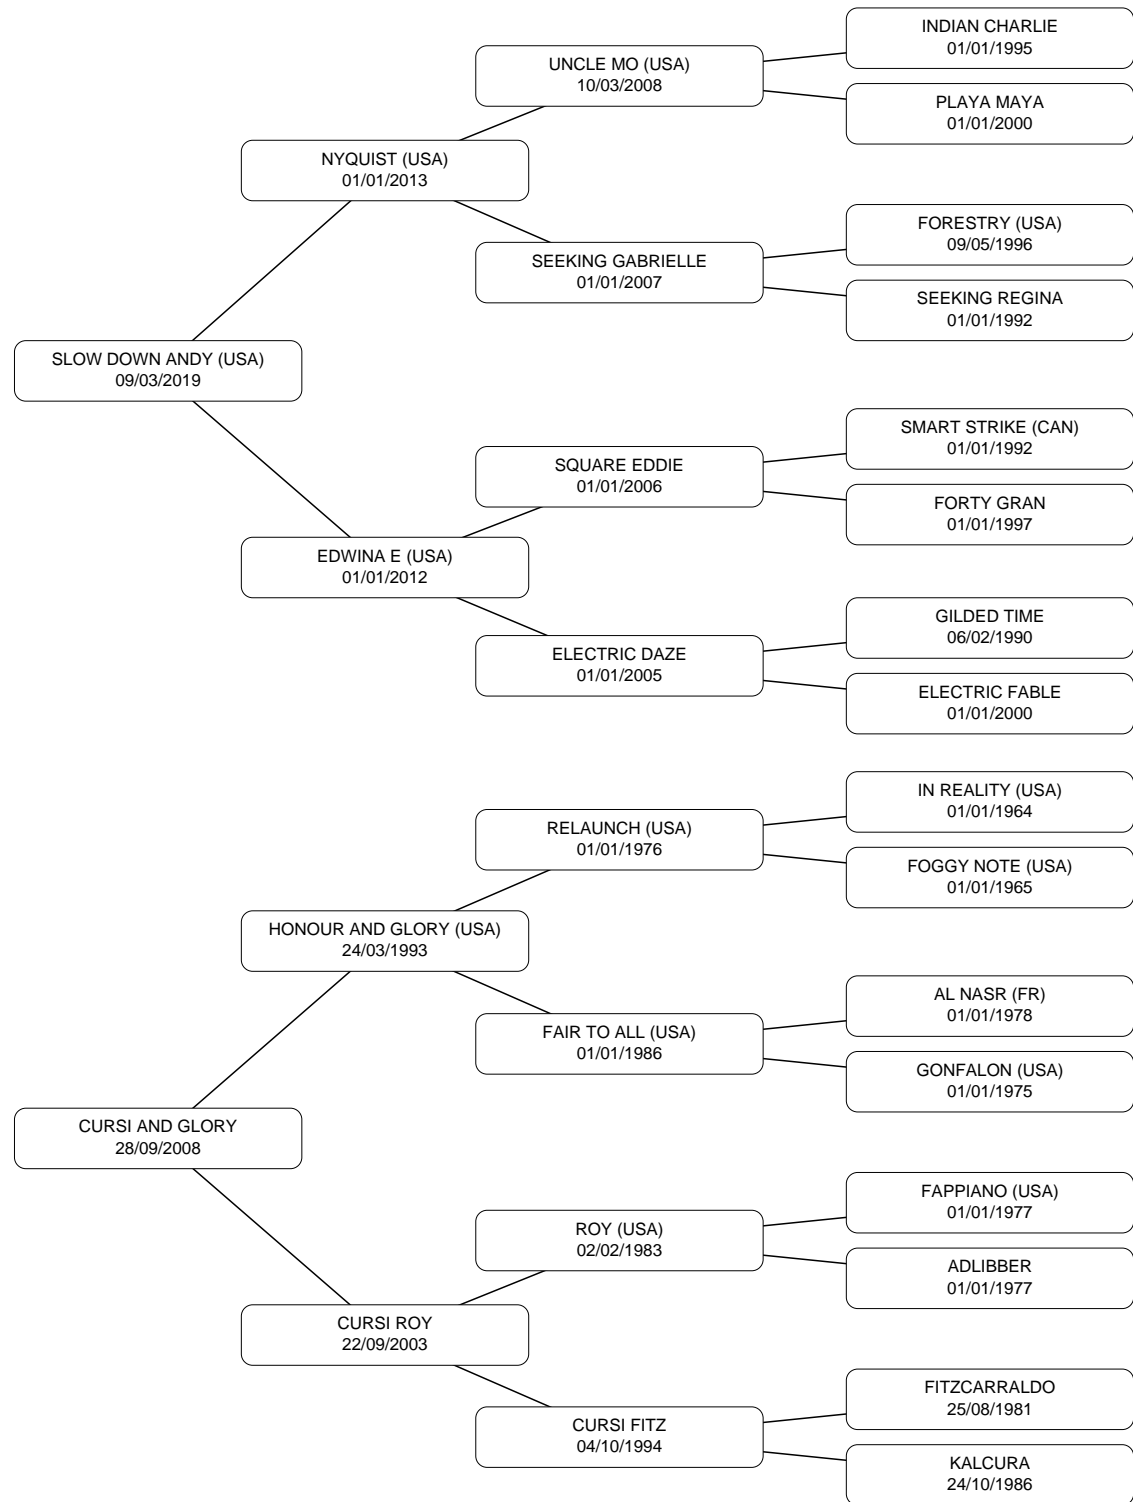 INDIAN CHARLIE
01/01/1995
UNCLE MO (USA)
10/03/2008
PLAYA MAYA
01/01/2000
NYQUIST (USA)
01/01/2013
FORESTRY (USA)
09/05/1996
SEEKING GABRIELLE
01/01/2007
SEEKING REGINA
01/01/1992
SLOW DOWN ANDY (USA)
09/03/2019
SMART STRIKE (CAN)
01/01/1992
SQUARE EDDIE
01/01/2006
FORTY GRAN
01/01/1997
EDWINA E (USA)
01/01/2012
GILDED TIME
06/02/1990
ELECTRIC DAZE
01/01/2005
ELECTRIC FABLE
01/01/2000
IN REALITY (USA)
01/01/1964
RELAUNCH (USA)
01/01/1976
FOGGY NOTE (USA)
01/01/1965
HONOUR AND GLORY (USA)
24/03/1993
AL NASR (FR)
01/01/1978
FAIR TO ALL (USA)
01/01/1986
GONFALON (USA)
01/01/1975
CURSI AND GLORY
28/09/2008
FAPPIANO (USA)
01/01/1977
ROY (USA)
02/02/1983
ADLIBBER
01/01/1977
CURSI ROY
22/09/2003
FITZCARRALDO
25/08/1981
CURSI FITZ
04/10/1994
KALCURA
24/10/1986